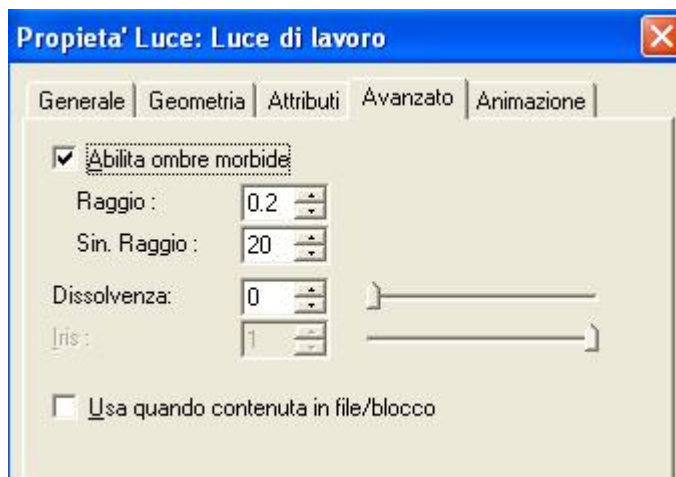 Propieta' Luce: Luce di lavoro
Generale Geometria Attributi Avanzato Animazione
Abilita ombre morbide
Raggio : 0.2
Sin. Raggio : 20
Dissolvenza: 0
Iris : 1
Usa quando contenuta in file/blocco